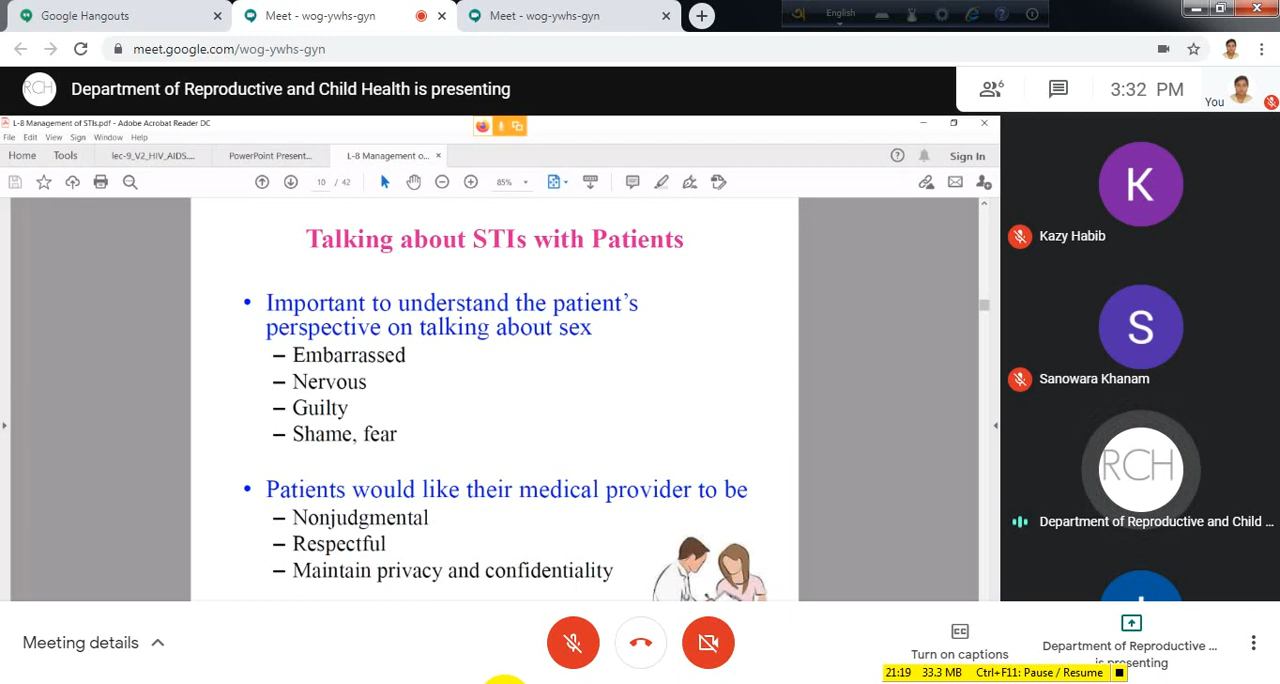 Google Hangouts
Meet - wog-ywhs-gyn
Meet - wog-ywhs-gyn
English
meet.google.com/wog-ywhs-gyn
RCH
Department of Reproductive and Child Health is presenting
6
3:32 PM
You
L-8 Management of STIs.pdf - Adobe Acrobat Reader DC
File Edit View Sign Window Help
Home Tools lec-9_V2_HIV_AIDS.... PowerPoint Present... L-8 Management o... Sign In
10 / 42 85%
Talking about STIs with Patients
• Important to understand the patient's
perspective on talking about sex
– Embarrassed
– Nervous
– Guilty
– Shame, fear
• Patients would like their medical provider to be
– Nonjudgmental
– Respectful
– Maintain privacy and confidentiality
K
Kazy Habib
S
Sanowara Khanam
RCH
Department of Reproductive and Child ...
Meeting details
CC
Turn on captions
Department of Reproductive ...
is presenting
21:19 33.3 MB Ctrl+F11: Pause / Resume